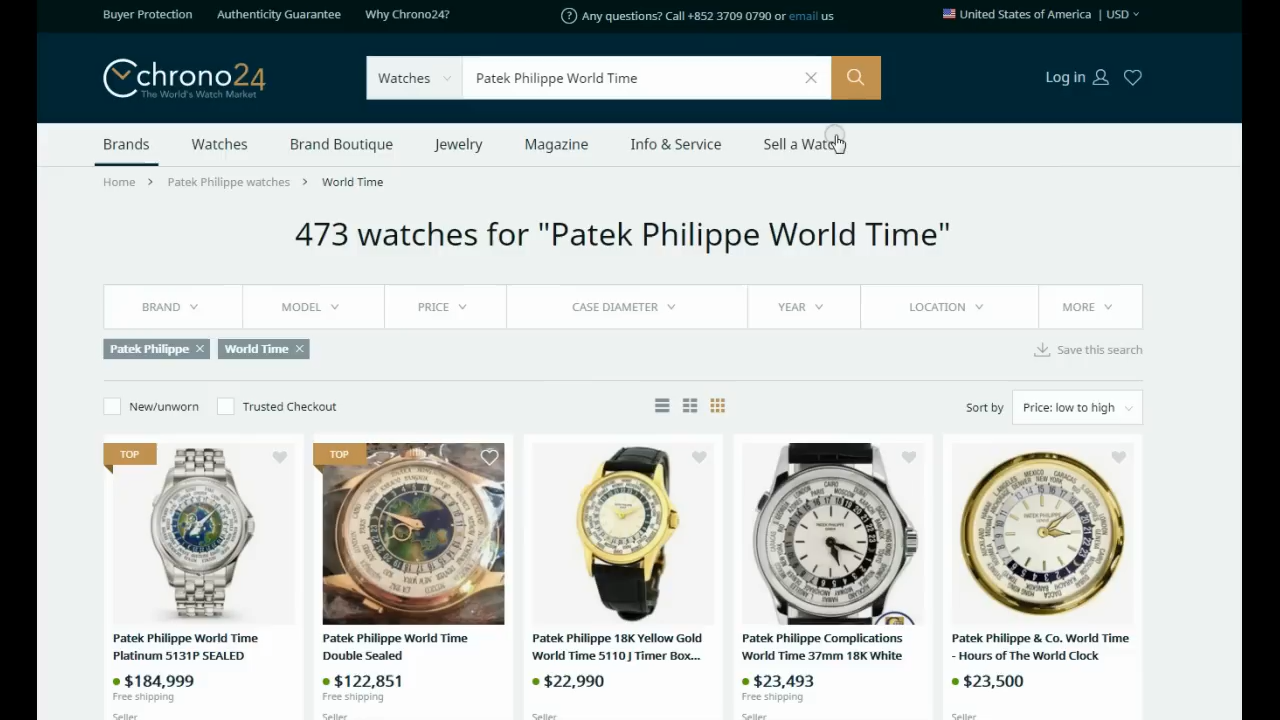 Buyer Protection Authenticity Guarantee Why Chrono24? Any questions? Call +852 3709 0790 or email us United States of America | USD
chrono24
The World's Watch Market
Watches Patek Philippe World Time
Log in
Brands Watches Brand Boutique Jewelry Magazine Info & Service Sell a Watch
Home > Patek Philippe watches > World Time
473 watches for "Patek Philippe World Time"
BRAND MODEL PRICE CASE DIAMETER YEAR LOCATION MORE
Patek Philippe × World Time × Save this search
New/unworn Trusted Checkout Sort by Price: low to high
TOP TOP
Patek Philippe World Time
Platinum 5131P SEALED
$184,999
Free shipping
Seller
Patek Philippe World Time
Double Sealed
$122,851
Free shipping
Seller
Patek Philippe 18K Yellow Gold
World Time 5110 J Timer Box...
$22,990
Seller
Patek Philippe Complications
World Time 37mm 18K White
$23,493
Free shipping
Seller
Patek Philippe & Co. World Time
- Hours of The World Clock
$23,500
Seller